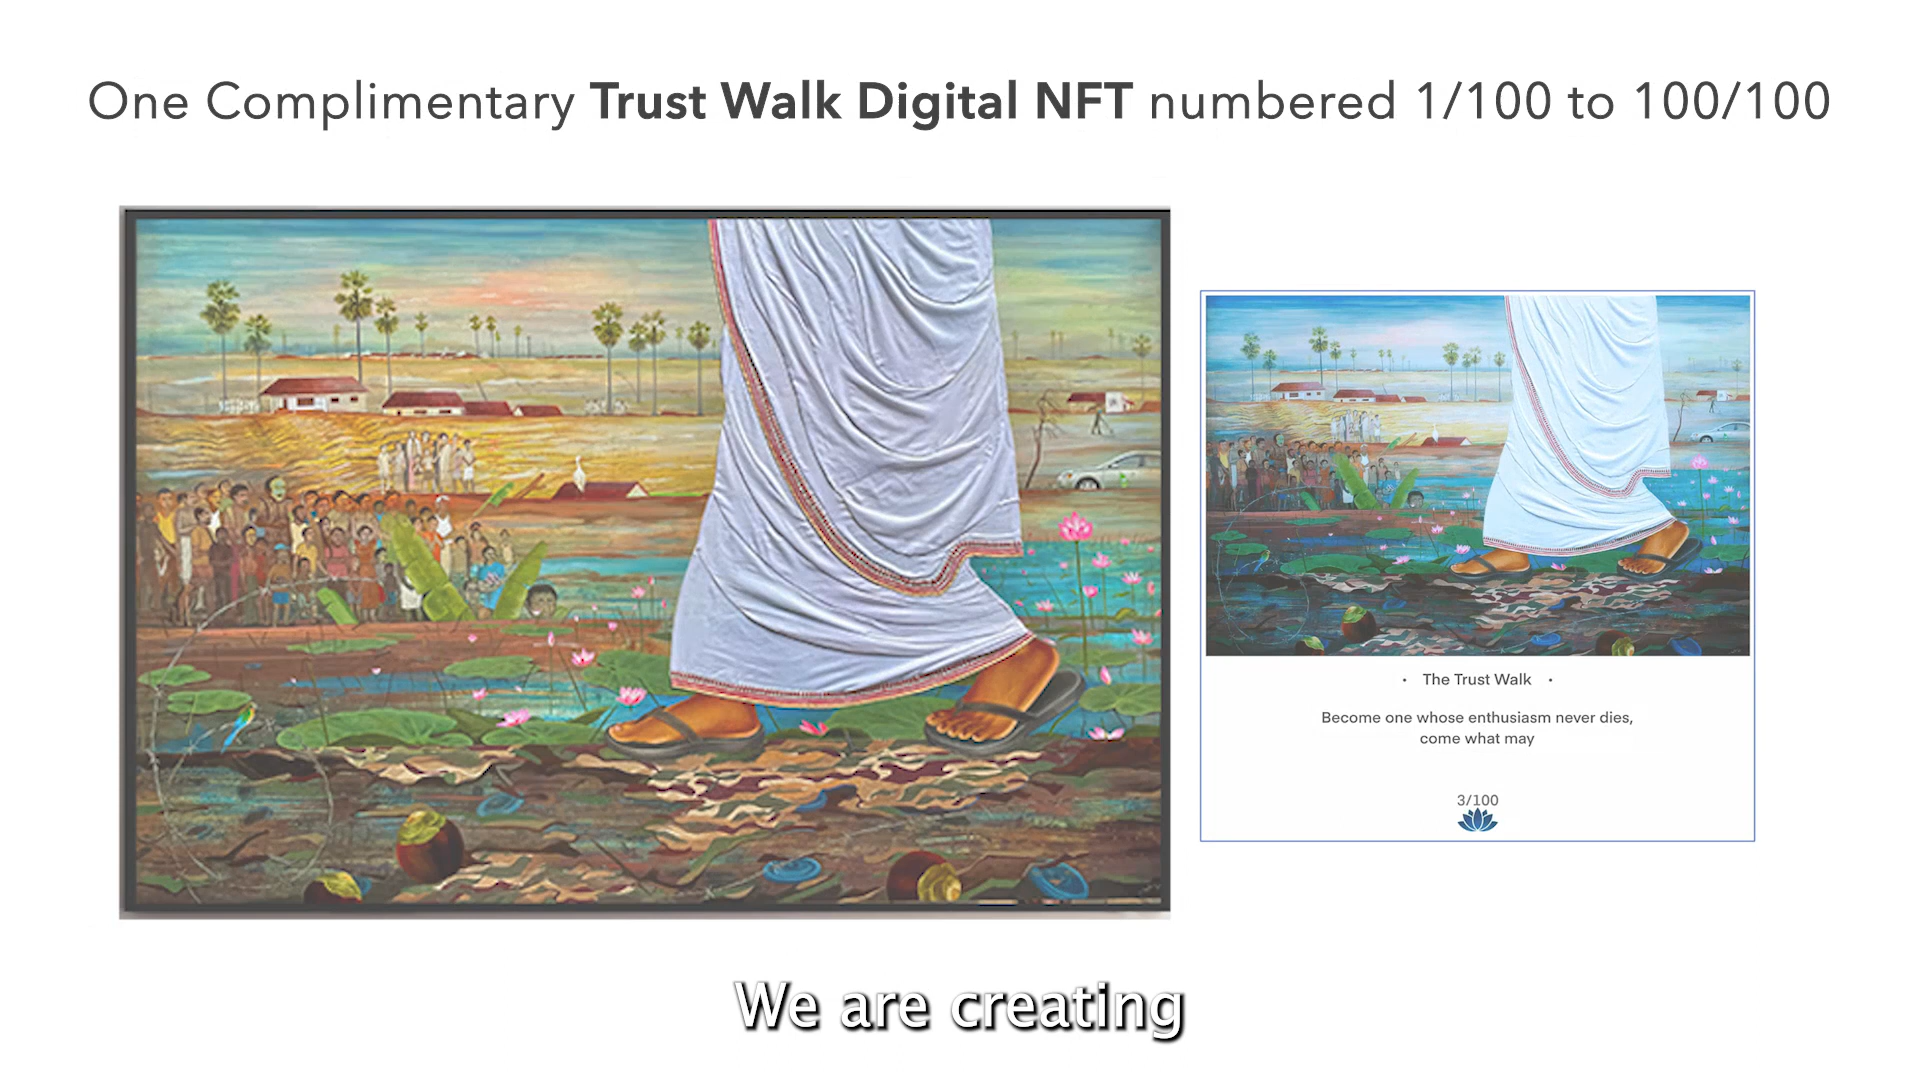 One Complimentary Trust Walk Digital NFT numbered 1/100 to 100/100
· The Trust Walk ·
Become one whose enthusiasm never dies,
come what may
3/100
We are creating